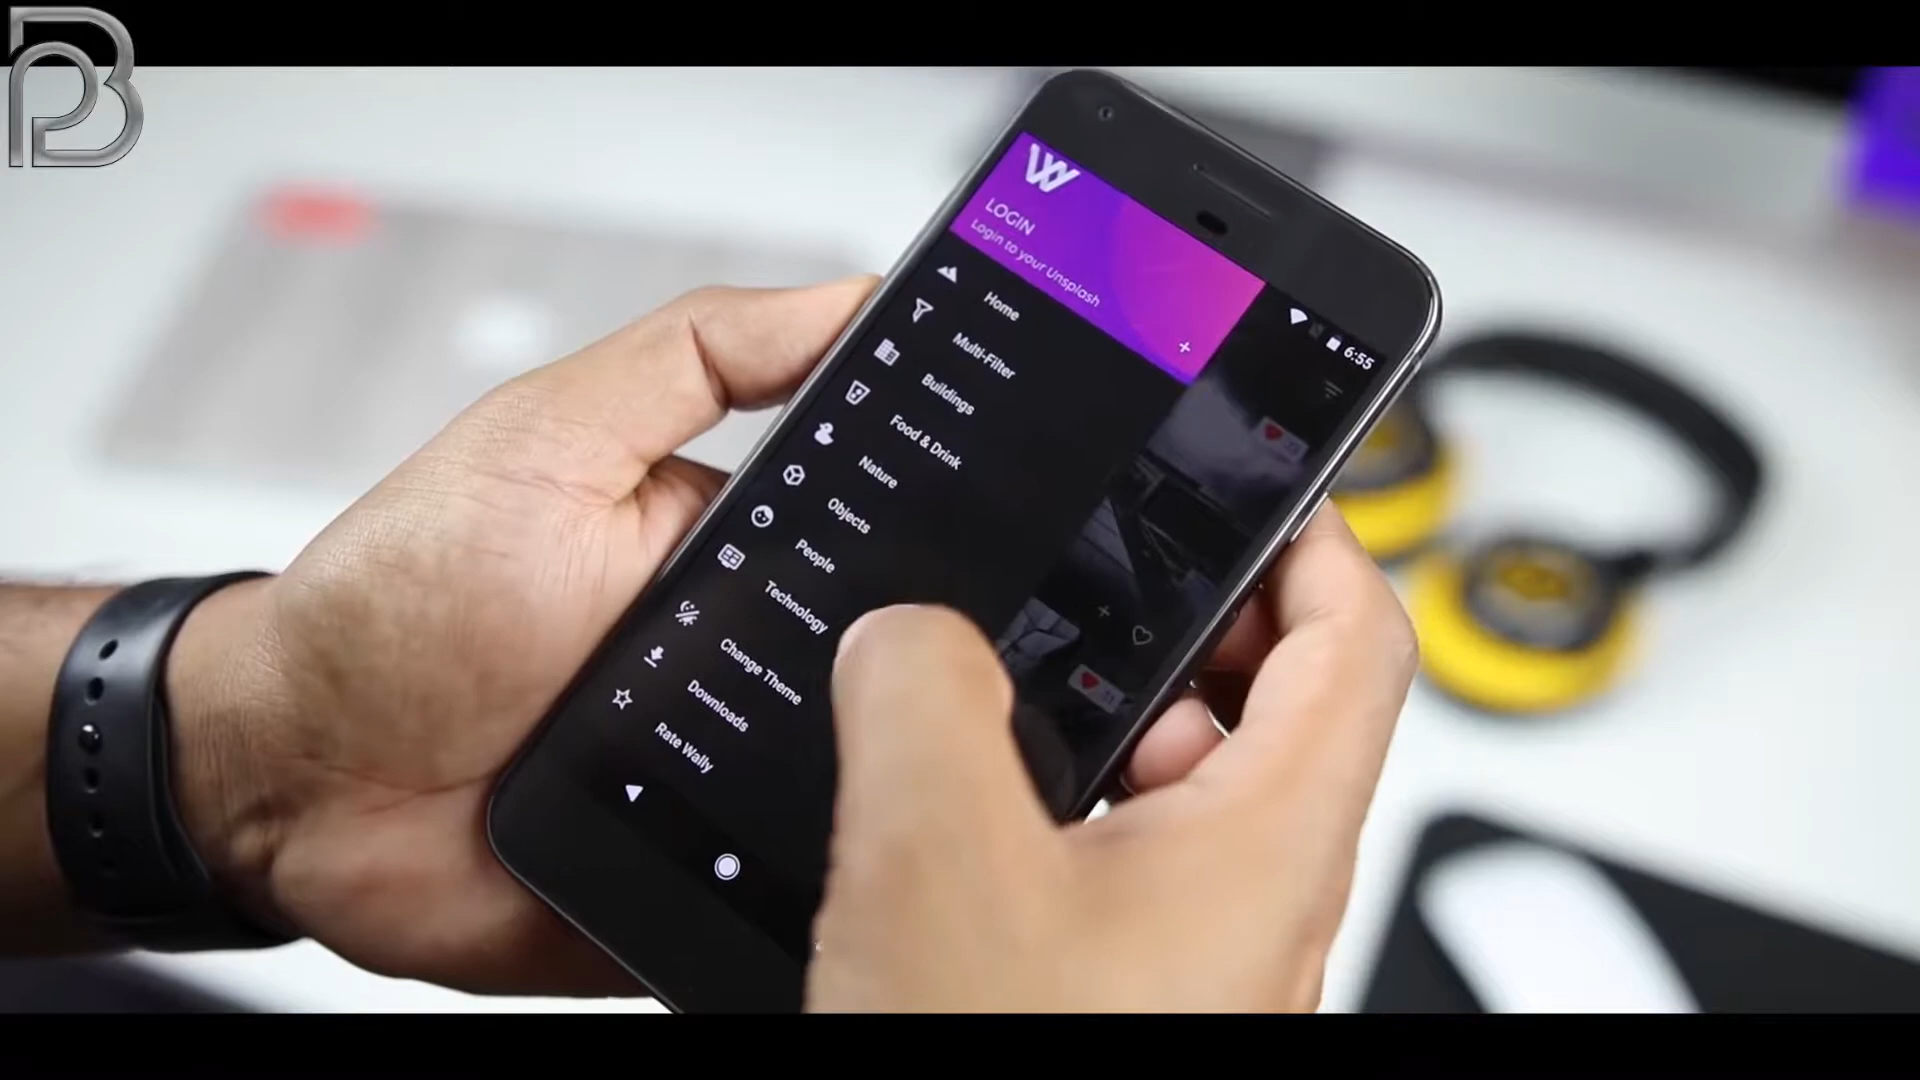 LOGIN
Login to your Unsplash
+
6:55
Home
Multi-Filter
Buildings
Food & Drink
Nature
Objects
People
Technology
Change Theme
Downloads
Rate Wally